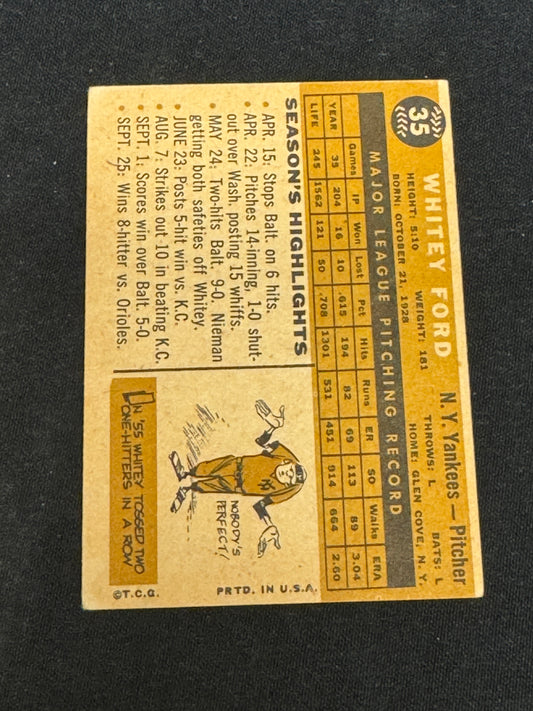 35
WHITEY FORD
N. Y. Yankees — Pitcher
HEIGHT: 5:10 WEIGHT: 181 THROWS: L BATS: L
BORN: OCTOBER 21, 1928 HOME: GLEN COVE, N. Y.
MAJOR LEAGUE PITCHING RECORD
Games IP Won Lost Pct Hits Runs ER SO Walks ERA
YEAR 35 204 16 10 .615 194 82 69 113 89 3.04
LIFE 245 1562 121 50 .708 1301 531 451 914 664 2.60
SEASON'S HIGHLIGHTS
• APR. 15: Stops Balt. on 6 hits.
• APR. 22: Pitches 14-inning, 1-0 shut-
out over Wash. posting 15 whiffs.
• MAY 24: Two-hits Balt. 9-0. Nieman
getting both safeties off Whitey.
• JUNE 23: Posts 5-hit win vs. K.C.
• AUG. 7: Strikes out 10 in beating K.C.
• SEPT. 1: Scores win over Balt. 5-0.
• SEPT. 25: Wins 8-hitter vs. Orioles.
NY
NOBODY'S
PERFECT!
IN '55 WHITEY TOSSED TWO
ONE-HITTERS IN A ROW
©T.C.G.
PRTD. IN U.S.A.